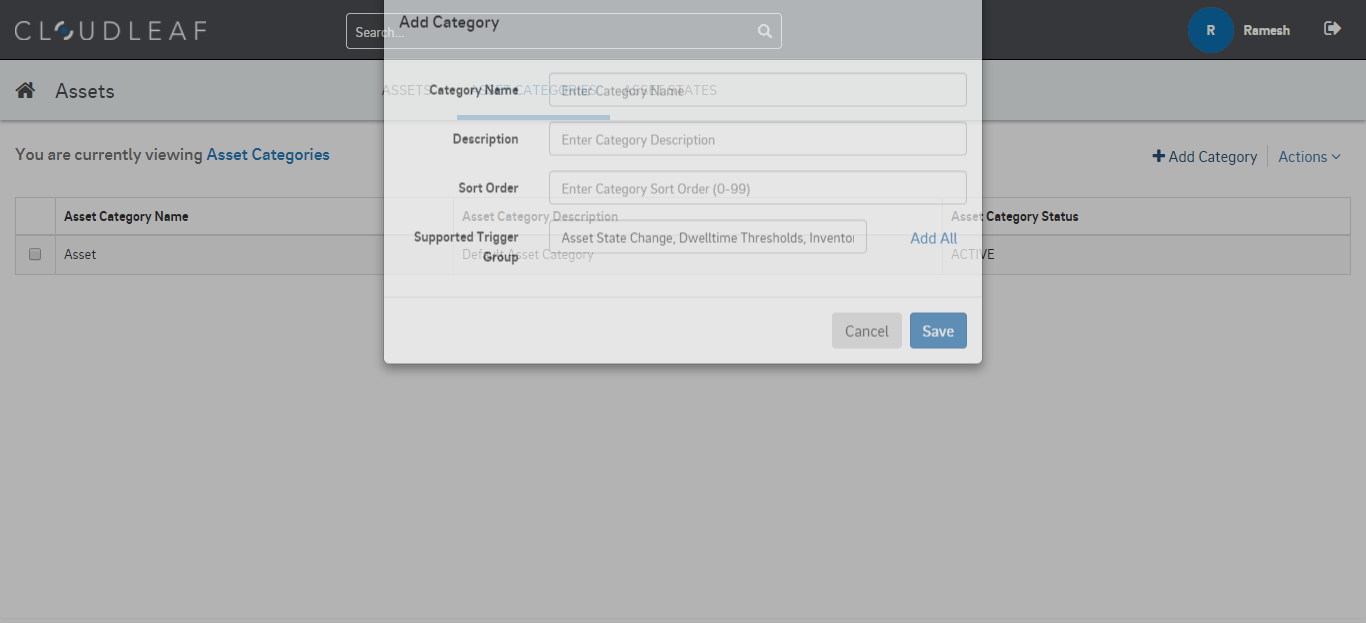 CLOUDLEAF
Search...
Add Category
R
Ramesh
Assets
ASSETS
ASSET CATEGORIES
ASSET STATES
Category Name
Enter Category Name
Description
Enter Category Description
You are currently viewing Asset Categories
Add Category
Actions
Sort Order
Enter Category Sort Order (0-99)
Asset Category Name
Asset Category Description
Asset Category Status
Supported Trigger
Group
Asset State Change, Dwelltime Thresholds, Invento
Add All
Asset
Default Asset Category
ACTIVE
Cancel
Save